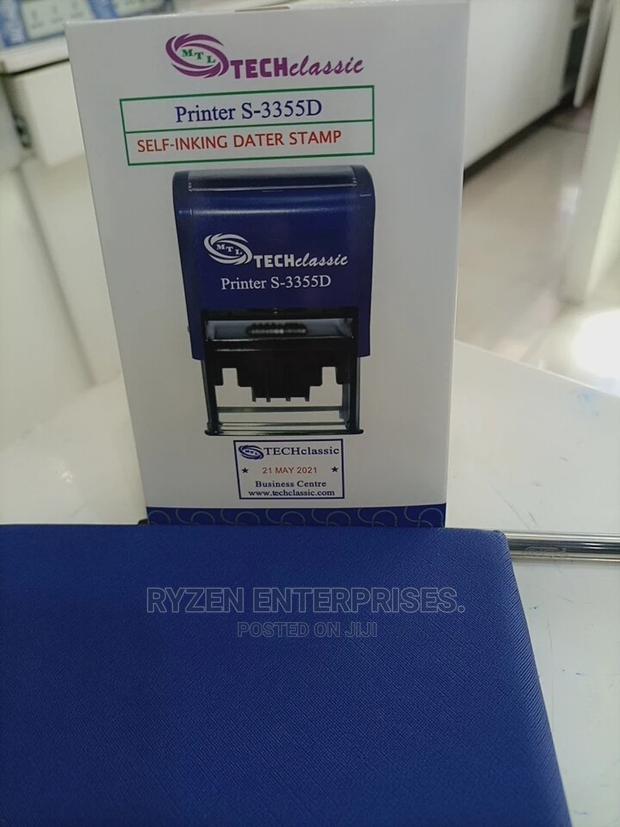 MTL TECHclassic
Printer S-3355D
SELF-INKING DATER STAMP
MTL TECHclassic
Printer S-3355D
TECHclassic
★ 21 MAY 2021 ★
Business Centre
www.techclassic.com
RYZEN ENTERPRISES.
POSTED ON JIJI